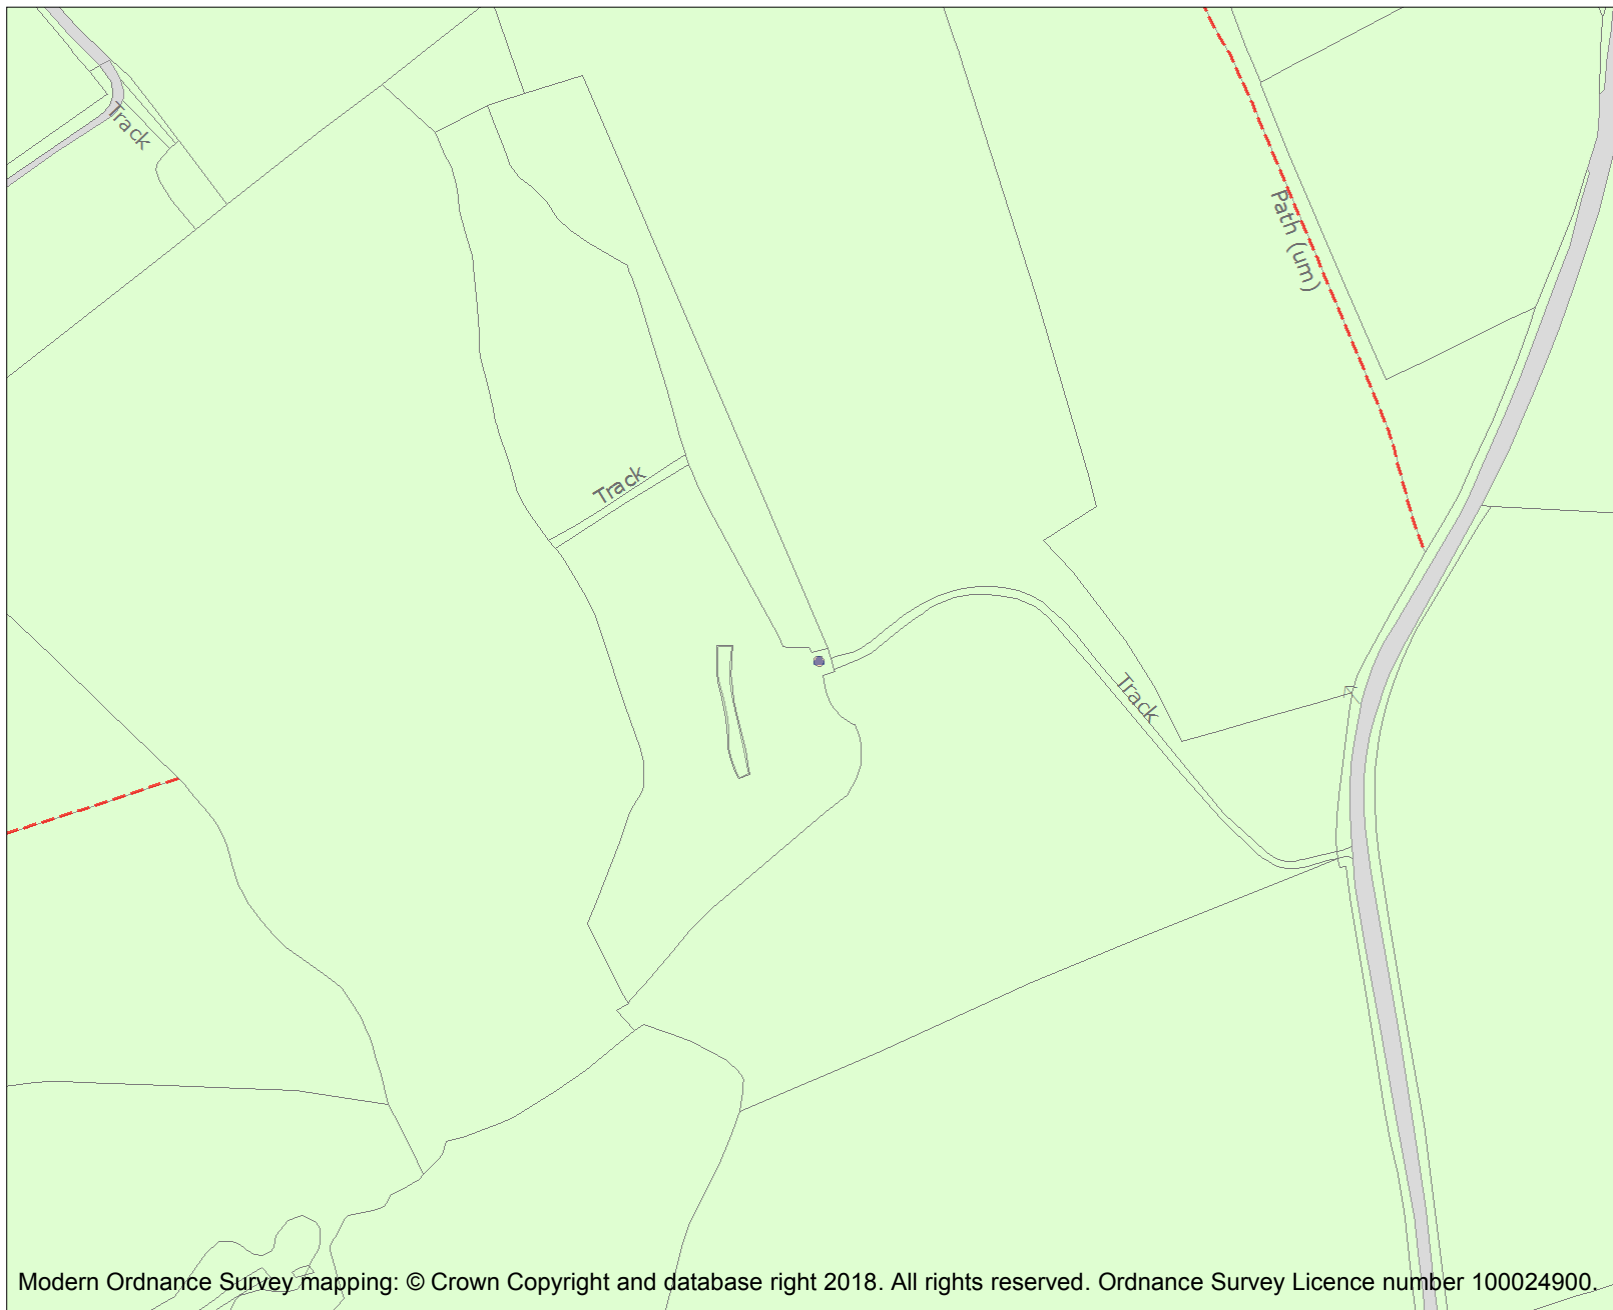 Track
Path (um)
Track
Track
Modern Ordnance Survey mapping: © Crown Copyright and database right 2018. All rights reserved. Ordnance Survey Licence number 100024900.